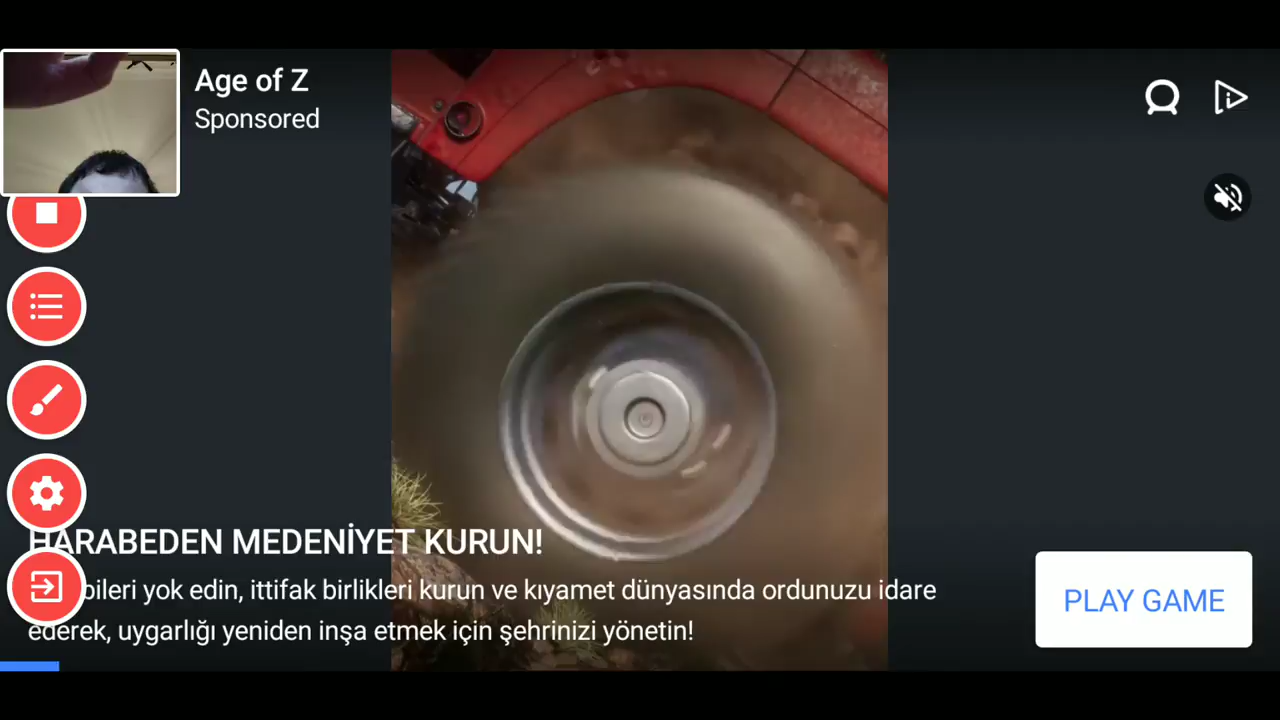 Age of Z
Sponsored
HARABEDEN MEDENİYET KURUN!
bileri yok edin, ittifak birlikleri kurun ve kıyamet dünyasında ordunuzu idare
ederek, uygarlığı yeniden inşa etmek için şehrinizi yönetin!
PLAY GAME